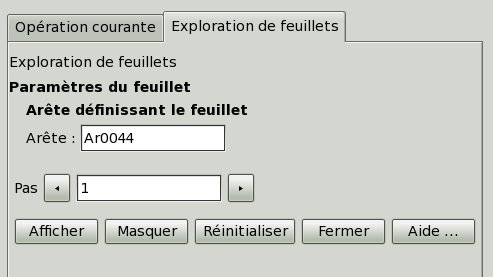 Opération courante Exploration de feuillets
Exploration de feuillets
Paramètres du feuillet
Arête définissant le feuillet
Arête : Ar0044
Pas 1
Afficher Masquer Réinitialiser Fermer Aide ...